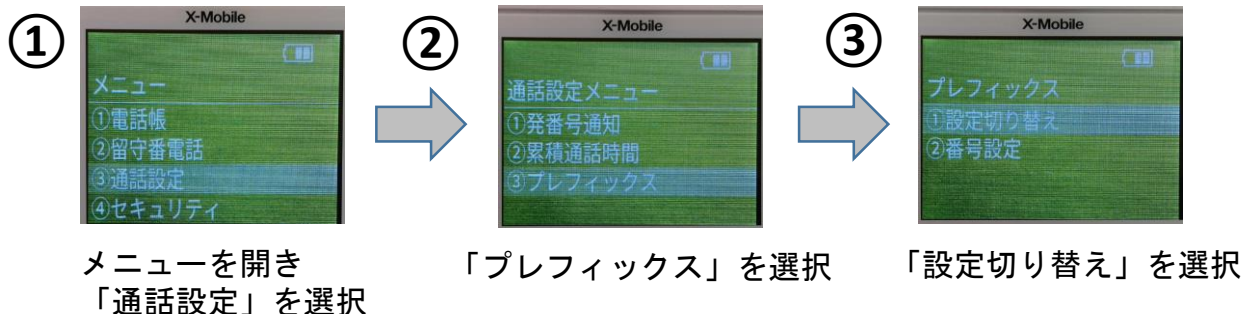 ①
X-Mobile
メニュー
①電話帳
②留守番電話
③通話設定
④セキュリティ
メニューを開き
「通話設定」を選択
②
X-Mobile
通話設定メニュー
①発番号通知
②累積通話時間
③プレフィックス
「プレフィックス」を選択
③
X-Mobile
プレフィックス
①設定切り替え
②番号設定
「設定切り替え」を選択